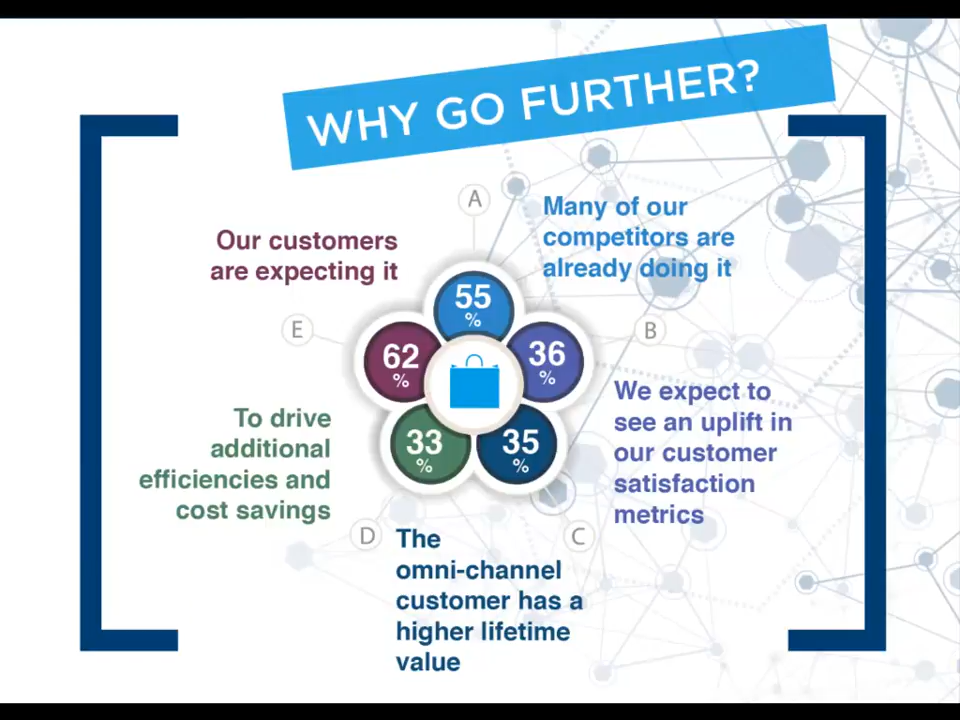 WHY GO FURTHER?
A
Many of our
competitors are
already doing it
55
%
B
36
%
We expect to
see an uplift in
our customer
satisfaction
metrics
C
35
%
The
omni-channel
customer has a
higher lifetime
value
D
33
%
To drive
additional
efficiencies and
cost savings
E
62
%
Our customers
are expecting it